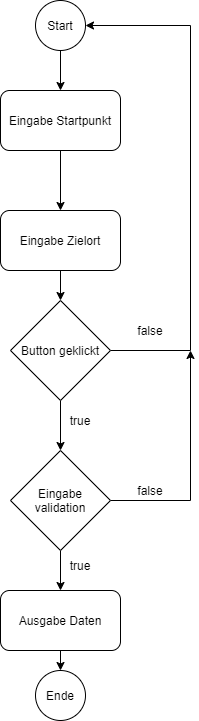 Start
Eingabe Startpunkt
Eingabe Zielort
Button geklickt
false
true
Eingabe
validation
false
true
Ausgabe Daten
Ende